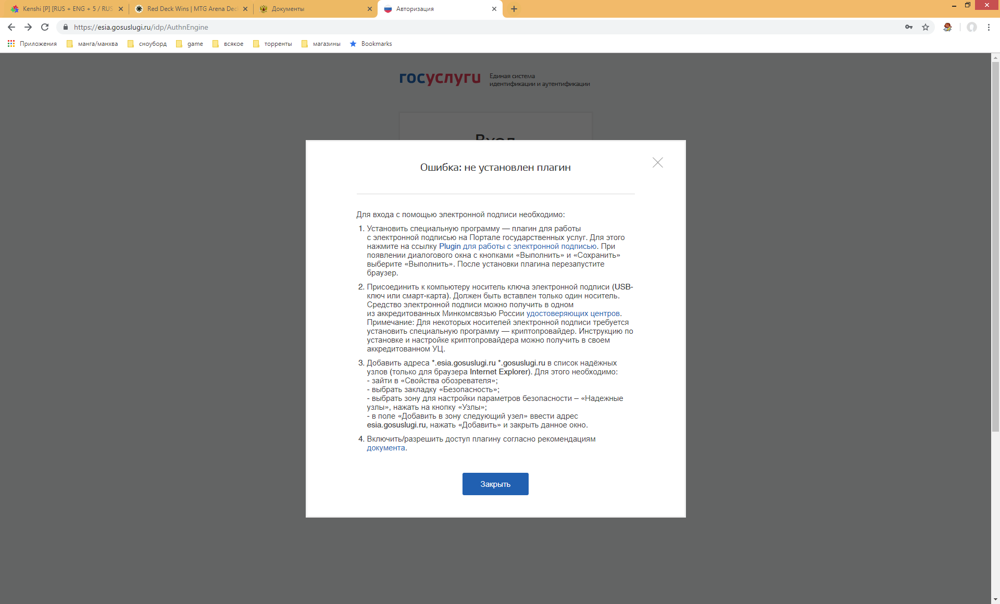 Kenshi [P] [RUS + ENG + 5 / RUS
Red Deck Wins | MTG Arena Dec
Документы
Авторизация
https://esia.gosuslugi.ru/idp/AuthnEngine
Приложения
манга/манхва
сноуборд
game
всякое
торренты
магазины
Bookmarks
госуслуги
Единая система
идентификации и аутентификации
Вход
Ошибка: не установлен плагин
Для входа с помощью электронной подписи необходимо:
1. Установить специальную программу — плагин для работы
с электронной подписью на Портале государственных услуг. Для этого
нажмите на ссылку Plugin для работы с электронной подписью. При
появлении диалогового окна с кнопками «Выполнить» и «Сохранить»
выберите «Выполнить». После установки плагина перезапустите
браузер.
2. Присоединить к компьютеру носитель ключа электронной подписи (USB-
ключ или смарт-карта). Должен быть вставлен только один носитель.
Средство электронной подписи можно получить в одном
из аккредитованных Минкомсвязью России удостоверяющих центров.
Примечание: Для некоторых носителей электронной подписи требуется
установить специальную программу — криптопровайдер. Инструкцию по
установке и настройке криптопровайдера можно получить в своем
аккредитованном УЦ.
3. Добавить адреса *.esia.gosuslugi.ru *.gosuslugi.ru в список надёжных
узлов (только для браузера Internet Explorer). Для этого необходимо:
- зайти в «Свойства обозревателя»;
- выбрать закладку «Безопасность»;
- выбрать зону для настройки параметров безопасности – «Надежные
узлы», нажать на кнопку «Узлы»;
- в поле «Добавить в зону следующий узел» ввести адрес
esia.gosuslugi.ru, нажать «Добавить» и закрыть данное окно.
4. Включить/разрешить доступ плагину согласно рекомендациям
документа.
Закрыть